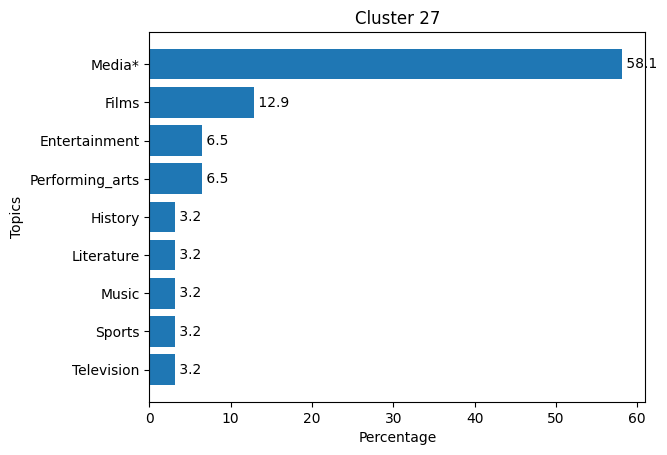 Cluster 27
Topics
Media* 58.1
Films 12.9
Entertainment 6.5
Performing_arts 6.5
History 3.2
Literature 3.2
Music 3.2
Sports 3.2
Television 3.2
0 10 20 30 40 50 60
Percentage